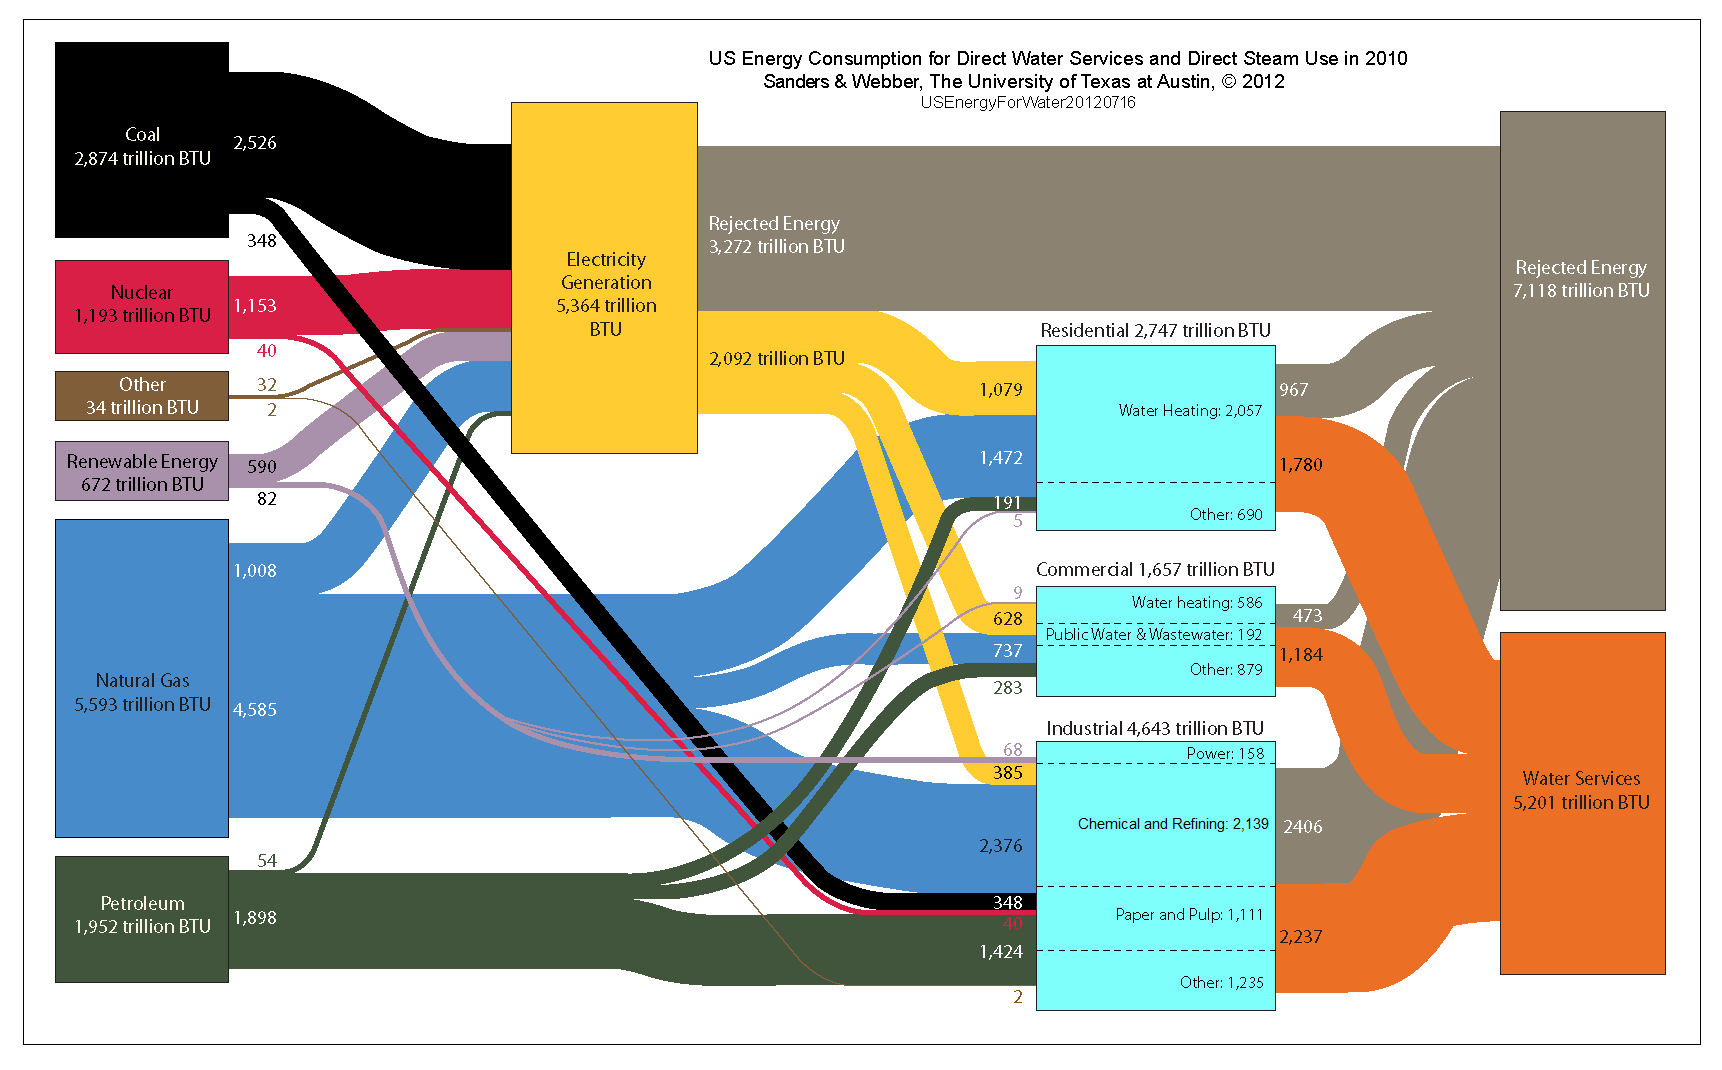 US Energy Consumption for Direct Water Services and Direct Steam Use in 2010
Sanders & Webber, The University of Texas at Austin, © 2012
USEnergyForWater20120716
Coal
2,874 trillion BTU
2,526
348
Nuclear
1,193 trillion BTU
1,153
40
Other
34 trillion BTU
32
2
Renewable Energy
672 trillion BTU
590
82
Natural Gas
5,593 trillion BTU
1,008
4,585
Petroleum
1,952 trillion BTU
54
1,898
Electricity
Generation
5,364 trillion
BTU
Rejected Energy
3,272 trillion BTU
2,092 trillion BTU
Residential 2,747 trillion BTU
1,079
1,472
191
5
Water Heating: 2,057
Other: 690
967
1,780
Commercial 1,657 trillion BTU
9
628
737
283
Water heating: 586
Public Water & Wastewater: 192
Other: 879
473
1,184
Industrial 4,643 trillion BTU
68
385
2,376
348
40
1,424
2
Power: 158
Chemical and Refining: 2,139
Paper and Pulp: 1,111
Other: 1,235
2406
2,237
Rejected Energy
7,118 trillion BTU
Water Services
5,201 trillion BTU